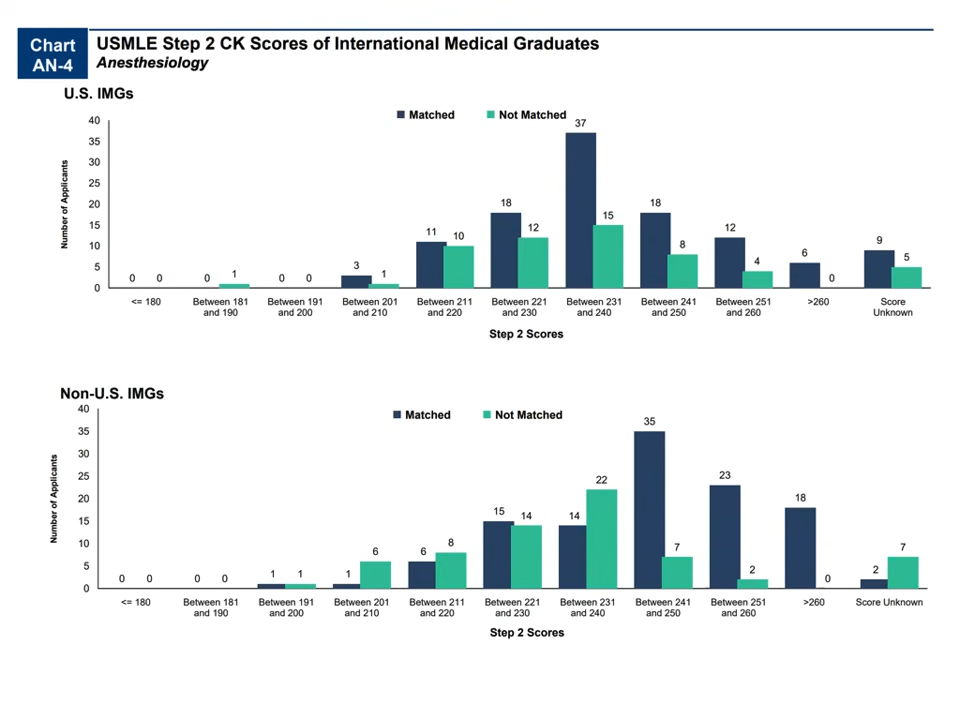 Chart
AN-4
USMLE Step 2 CK Scores of International Medical Graduates
Anesthesiology
U.S. IMGs
Matched Not Matched
Number of Applicants
40
35
30
25
20
15
10
5
0
0 0 0 1 0 0 3 1 11 10 18 12 37 15 18 8 12 4 6 0 9 5
<= 180 Between 181 Between 191 Between 201 Between 211 Between 221 Between 231 Between 241 Between 251 >260 Score
and 190 and 200 and 210 and 220 and 230 and 240 and 250 and 260 Unknown
Step 2 Scores
Non-U.S. IMGs
Matched Not Matched
Number of Applicants
40
35
30
25
20
15
10
5
0
0 0 0 0 1 1 1 6 6 8 15 14 14 22 35 7 23 2 18 0 2 7
<= 180 Between 181 Between 191 Between 201 Between 211 Between 221 Between 231 Between 241 Between 251 >260 Score Unknown
and 190 and 200 and 210 and 220 and 230 and 240 and 250 and 260
Step 2 Scores